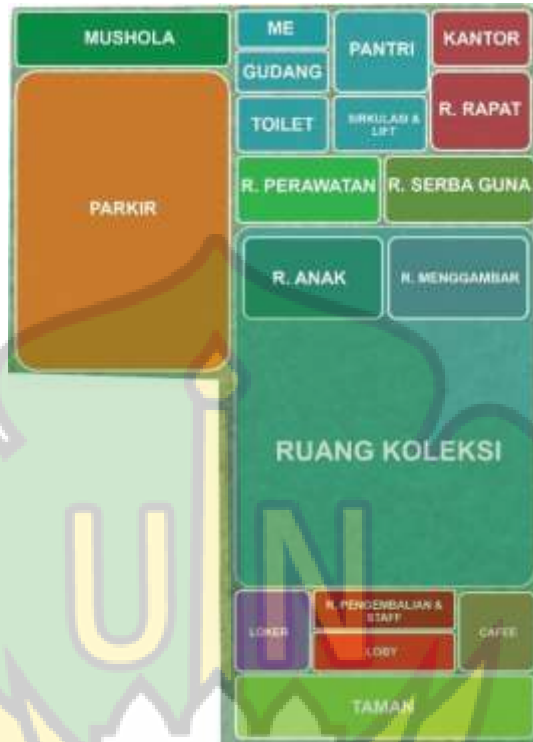 MUSHOLA
ME
PANTRI
KANTOR
GUDANG
TOILET
SIRKULASI &
LIFT
R. RAPAT
PARKIR
R. PERAWATAN
R. SERBA GUNA
R. ANAK
R. MENGGAMBAR
RUANG KOLEKSI
LOKER
R. PENGEMBALIAN &
STAFF
CAFEE
LOBY
TAMAN
UIN